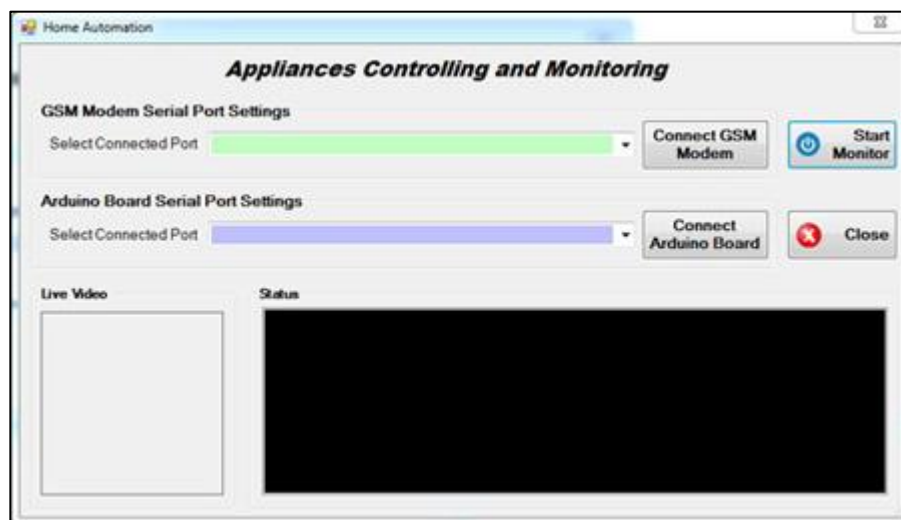 Home Automation
Appliances Controlling and Monitoring
GSM Modem Serial Port Settings
Select Connected Port
Connect GSM
Modem
Start
Monitor
Arduino Board Serial Port Settings
Select Connected Port
Connect
Arduino Board
Close
Live Video
Status